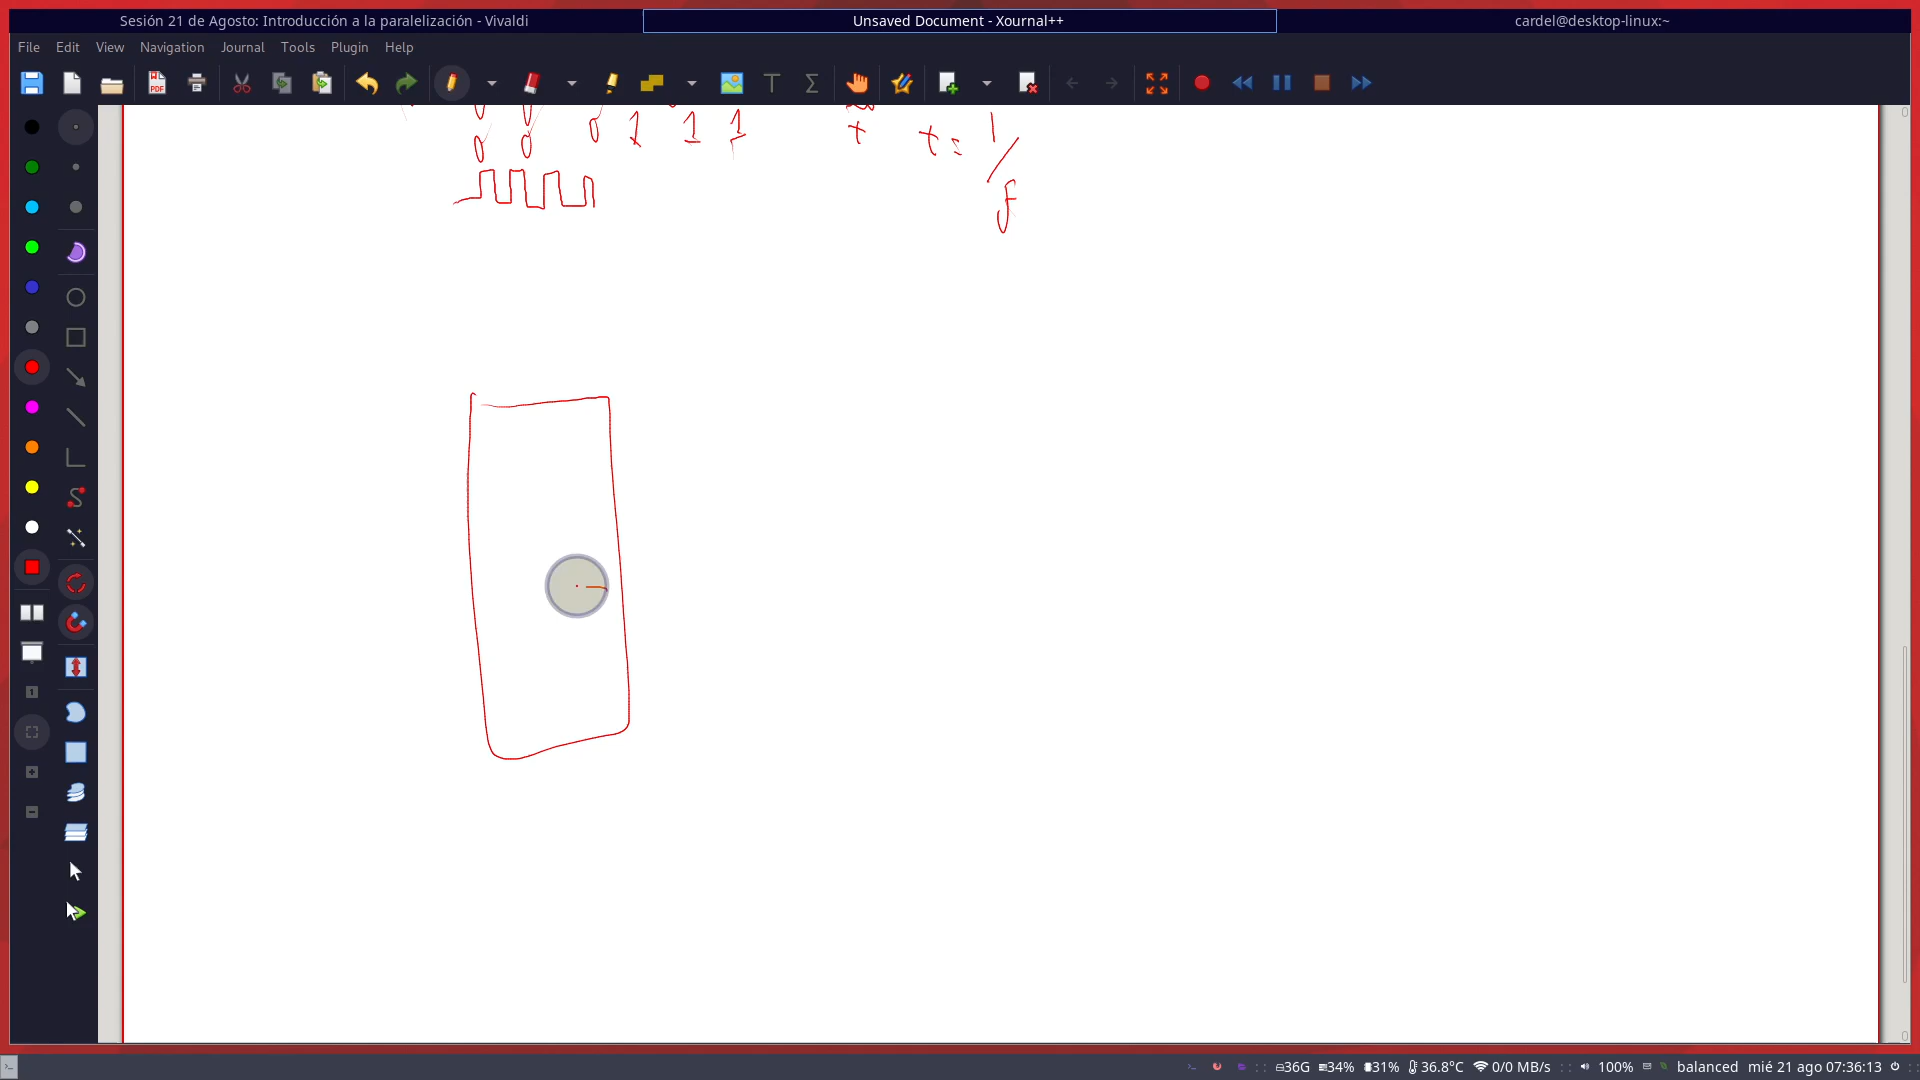 Sesión 21 de Agosto: Introducción a la paralelización - Vivaldi
Unsaved Document - Xournal++
cardel@desktop-linux:~
File Edit View Navigation Journal Tools Plugin Help
PDF
0 0 0 1 1 1
t t = 1/f
36G 34% 31% 36.8°C 0/0 MB/s 100% balanced mié 21 ago 07:36:13